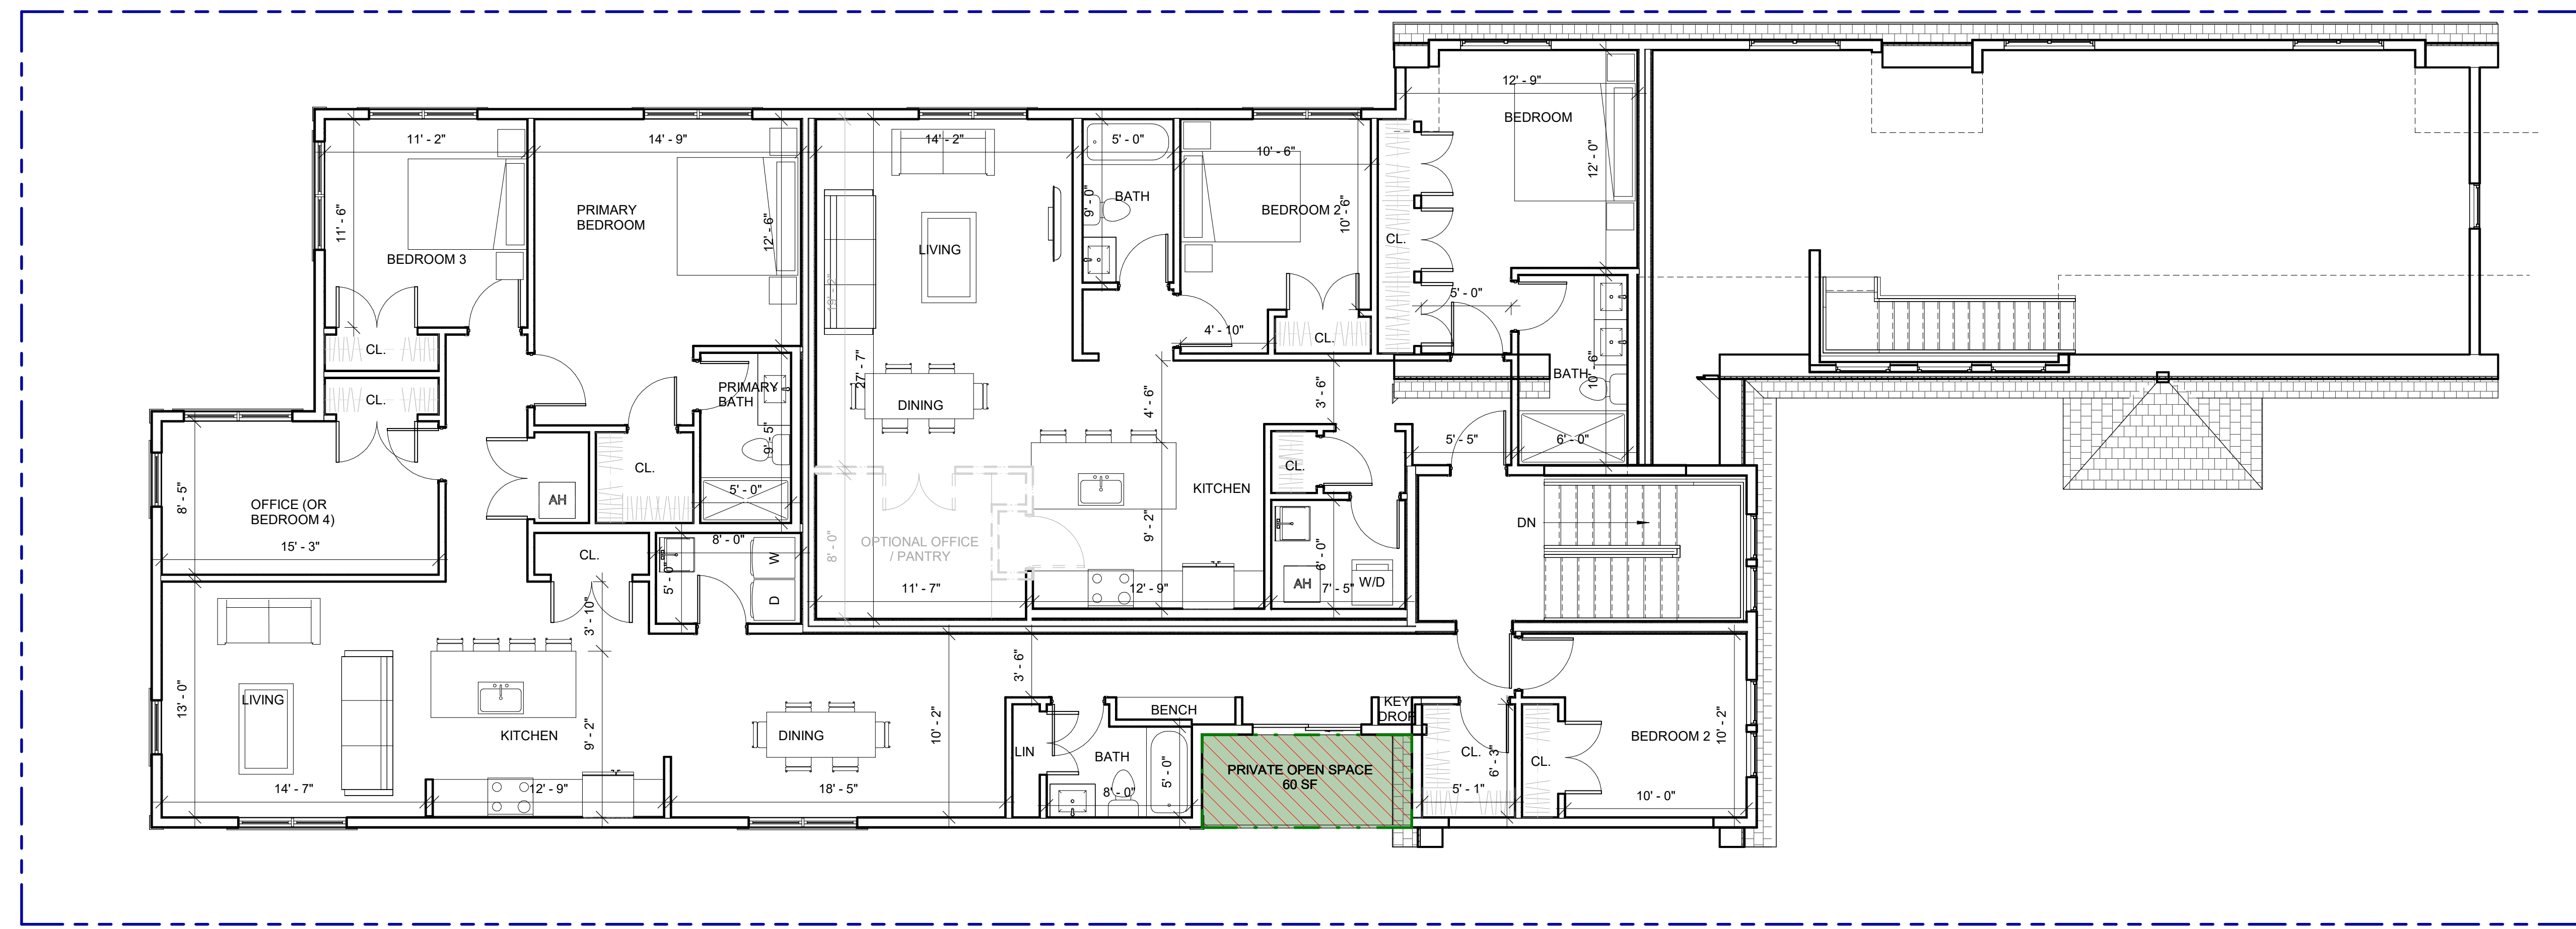 12' - 9"
BEDROOM
12' - 0"
11' - 2"
14' - 9"
14' - 2"
5' - 0"
10' - 6"
11' - 6"
BEDROOM 3
PRIMARY
BEDROOM
12' - 6"
LIVING
9' - 0"
BATH
BEDROOM 2
10' - 6"
CL.
5' - 0"
4' - 10"
CL.
CL.
CL.
PRIMARY
BATH
27' - 7"
DINING
4' - 6"
3' - 6"
BATH
10' - 6"
9' - 5"
5' - 5"
6' - 0"
CL.
CL.
5' - 0"
KITCHEN
8' - 5"
OFFICE (OR
BEDROOM 4)
15' - 3"
AH
DN
9' - 2"
8' - 0"
OPTIONAL OFFICE
/ PANTRY
8' - 0"
CL.
5' - 0"
W
D
11' - 7"
12' - 9"
6' - 0"
AH
7' - 5"
W/D
3' - 10"
3' - 6"
13' - 0"
LIVING
KITCHEN
9' - 2"
DINING
10' - 2"
BENCH
KEY
DROP
LIN
BATH
5' - 0"
PRIVATE OPEN SPACE
60 SF
CL.
6' - 3"
CL.
BEDROOM 2
10' - 2"
14' - 7"
12' - 9"
18' - 5"
8' - 0"
5' - 1"
10' - 0"